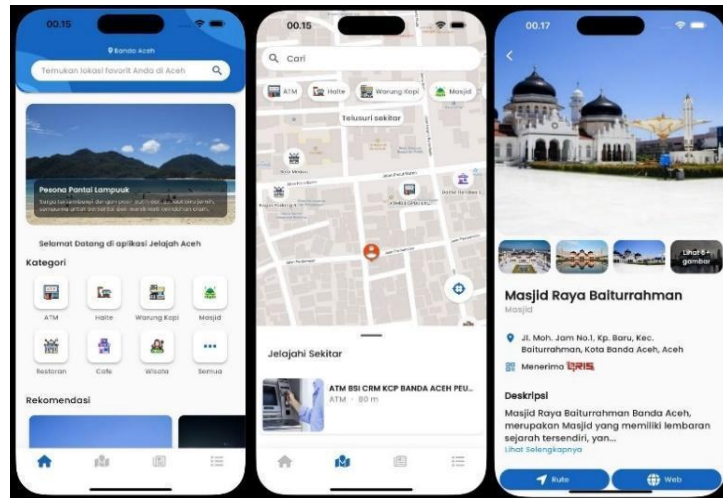 00.15
Banda Aceh
Temukan lokasi favorit Anda di Aceh
Pesona Pantai Lampuuk
Selamat Datang di aplikasi Jelajah Aceh
Kategori
ATM
Halte
Warung Kopi
Masjid
Restoran
Cafe
Wisata
Semua
Rekomendasi
00.15
Cari
ATM
Halte
Warung Kopi
Masjid
Telusuri sekitar
Jelajahi Sekitar
ATM BSI CRM KCP BANDA ACEH PEU...
ATM - 80 m
00.17
Lihat 6+
gambar
Masjid Raya Baiturrahman
Masjid
Jl. Moh. Jam No.1, Kp. Baru, Kec.
Baiturrahman, Kota Banda Aceh, Aceh
Menerima QRIS
Deskripsi
Masjid Raya Baiturrahman Banda Aceh,
merupakan Masjid yang memiliki lembaran
sejarah tersendiri, yan...
Lihat Selengkapnya
Rute
Web